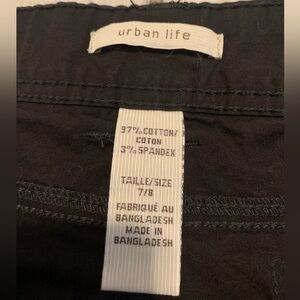 urban life
97% COTTON/
COTON
3% SPANDEX
TAILLE/SIZE
7/8
FABRIQUÉ AU
BANGLADESH
MADE IN
BANGLADESH